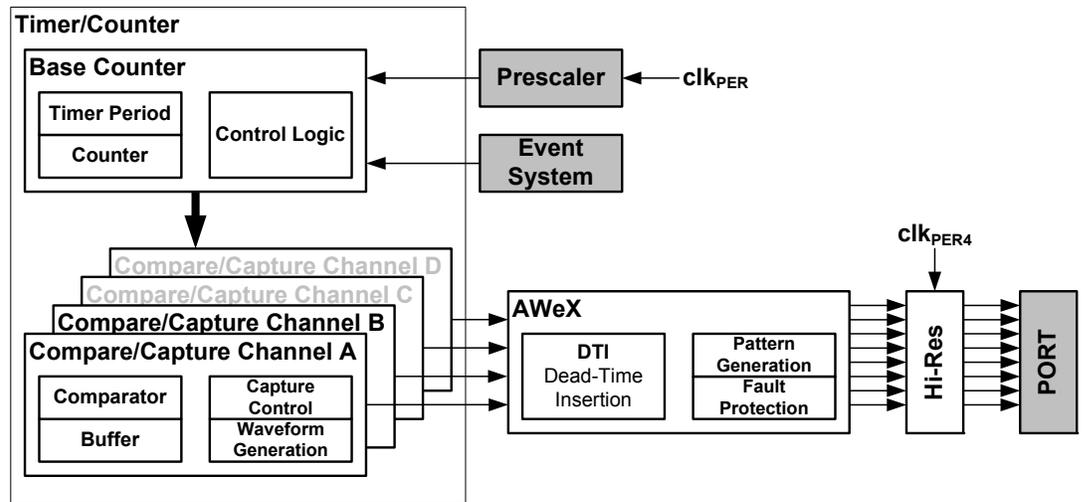 Timer/Counter
Base Counter
Timer Period
Counter
Control Logic
Prescaler
clkPER
Event
System
Compare/Capture Channel D
Compare/Capture Channel C
Compare/Capture Channel B
Compare/Capture Channel A
Comparator
Buffer
Capture
Control
Waveform
Generation
AWeX
DTI
Dead-Time
Insertion
Pattern
Generation
Fault
Protection
clkPER4
Hi-Res
PORT